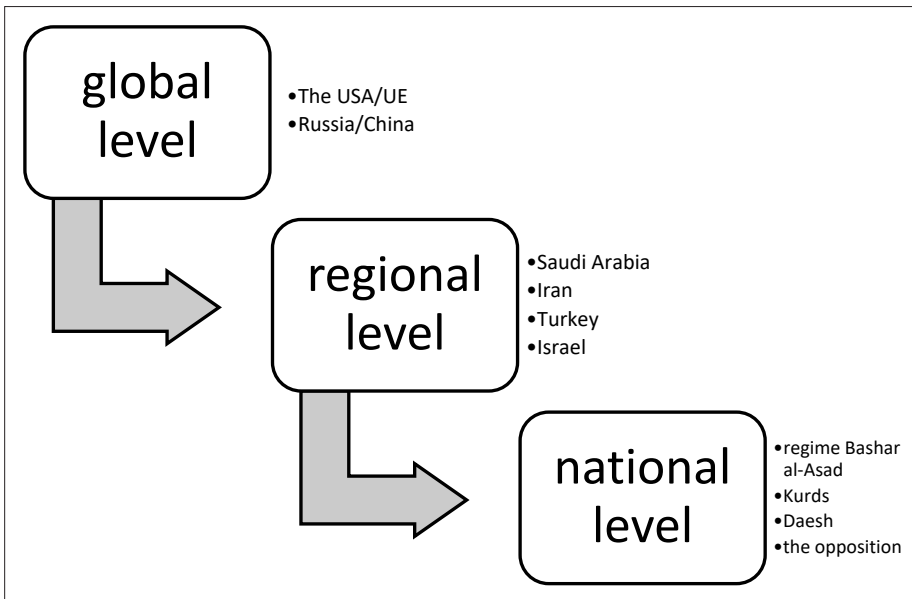 global
level
•The USA/UE
•Russia/China
regional
level
•Saudi Arabia
•Iran
•Turkey
•Israel
national
level
•regime Bashar
al-Asad
•Kurds
•Daesh
•the opposition